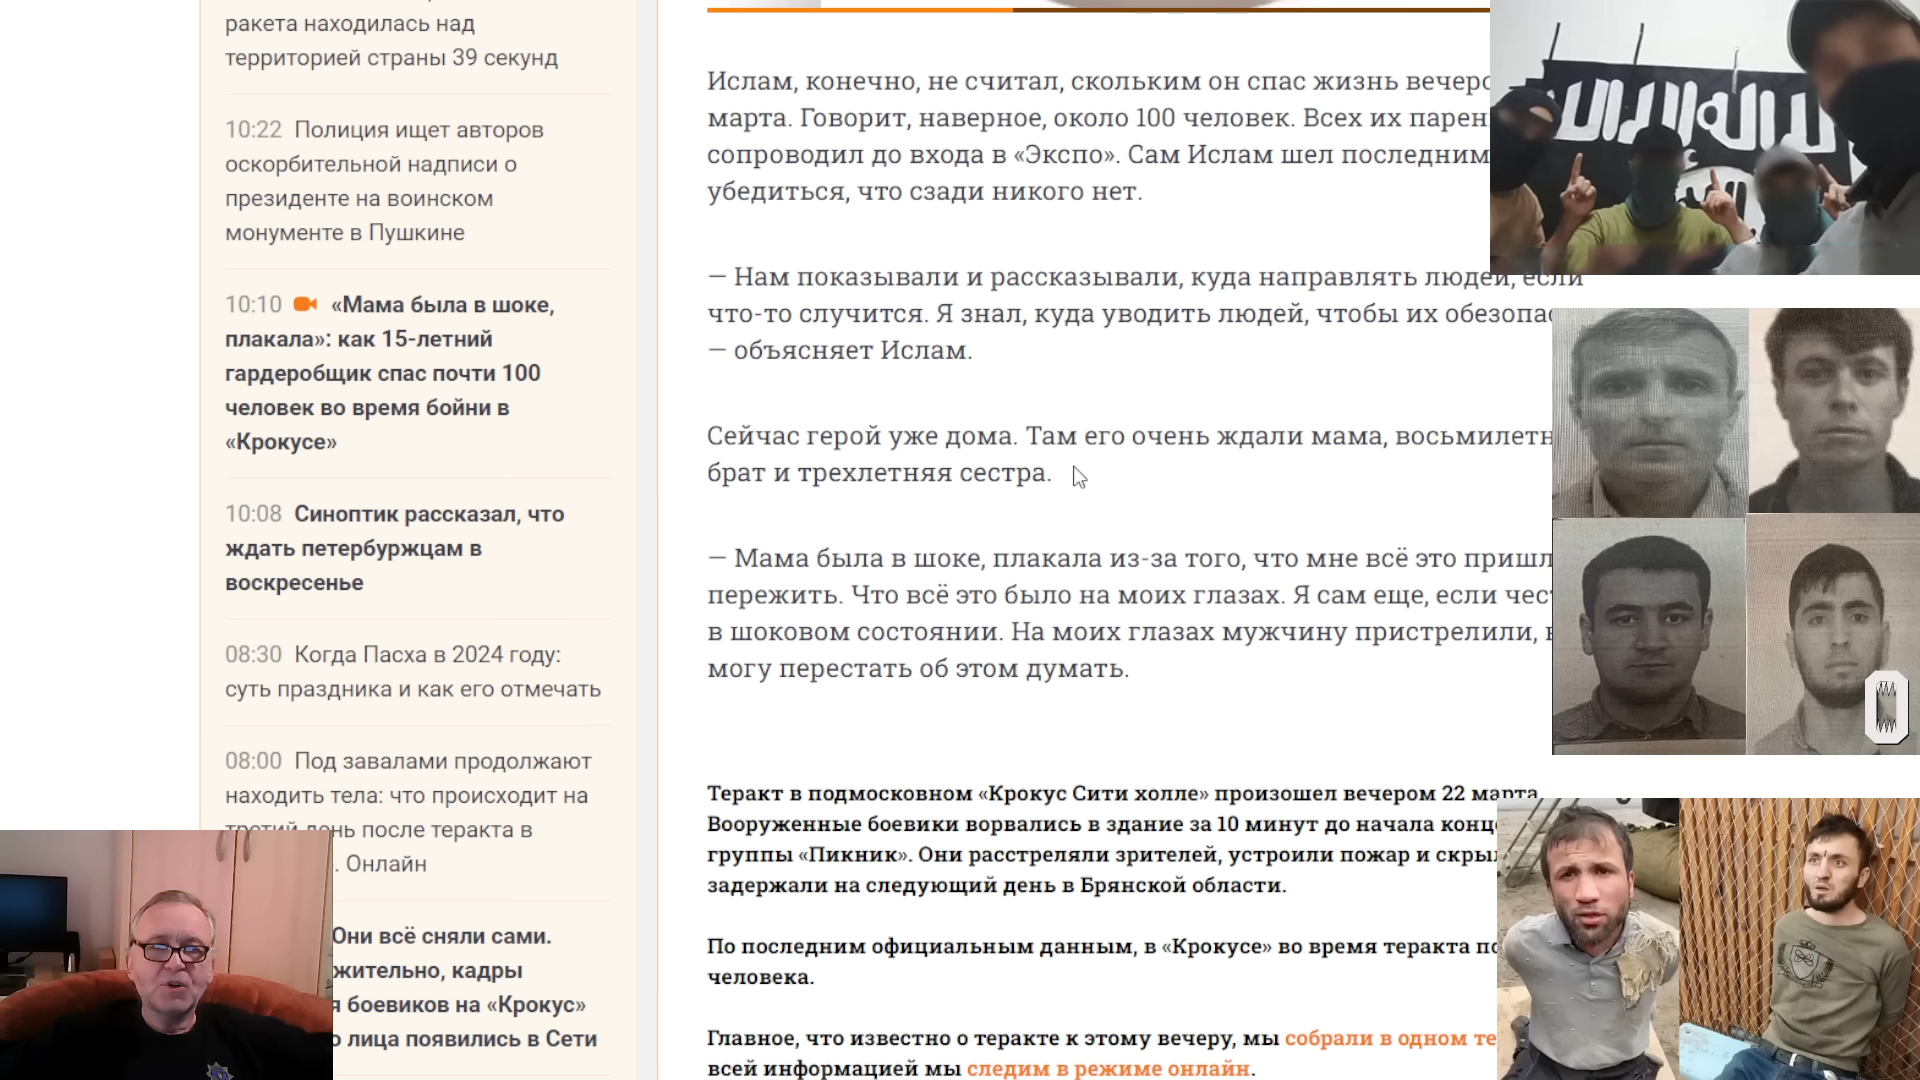 ракета находилась над
территорией страны 39 секунд
10:22 Полиция ищет авторов
оскорбительной надписи о
президенте на воинском
монументе в Пушкине
10:10 «Мама была в шоке,
плакала»: как 15-летний
гардеробщик спас почти 100
человек во время бойни в
«Крокусе»
10:08 Синоптик рассказал, что
ждать петербуржцам в
воскресенье
08:30 Когда Пасха в 2024 году:
суть праздника и как его отмечать
08:00 Под завалами продолжают
находить тела: что происходит на
третий день после теракта в
. Онлайн
Они всё сняли сами.
жительно, кадры
я боевиков на «Крокус»
о лица появились в Сети
Ислам, конечно, не считал, скольким он спас жизнь
марта. Говорит, наверное, около 100 человек. Всех их
сопроводил до входа в «Экспо». Сам Ислам шел последним
убедиться, что сзади никого нет.
— Нам показывали и рассказывали, куда направлять людей, если
что-то случится. Я знал, куда уводить людей, чтобы их
— объясняет Ислам.
Сейчас герой уже дома. Там его очень ждали мама,
брат и трехлетняя сестра.
— Мама была в шоке, плакала из-за того, что мне всё это
пережить. Что всё это было на моих глазах. Я сам еще, если
в шоковом состоянии. На моих глазах мужчину пристрелили,
могу перестать об этом думать.
Теракт в подмосковном «Крокус Сити холле» произошел вечером 22 марта
Вооруженные боевики ворвались в здание за 10 минут до начала
группы «Пикник». Они расстреляли зрителей, устроили пожар и
задержали на следующий день в Брянской области.
По последним официальным данным, в «Крокусе» во время теракта
человека.
Главное, что известно о теракте к этому вечеру, мы собрали в одном
всей информацией мы следим в режиме онлайн.